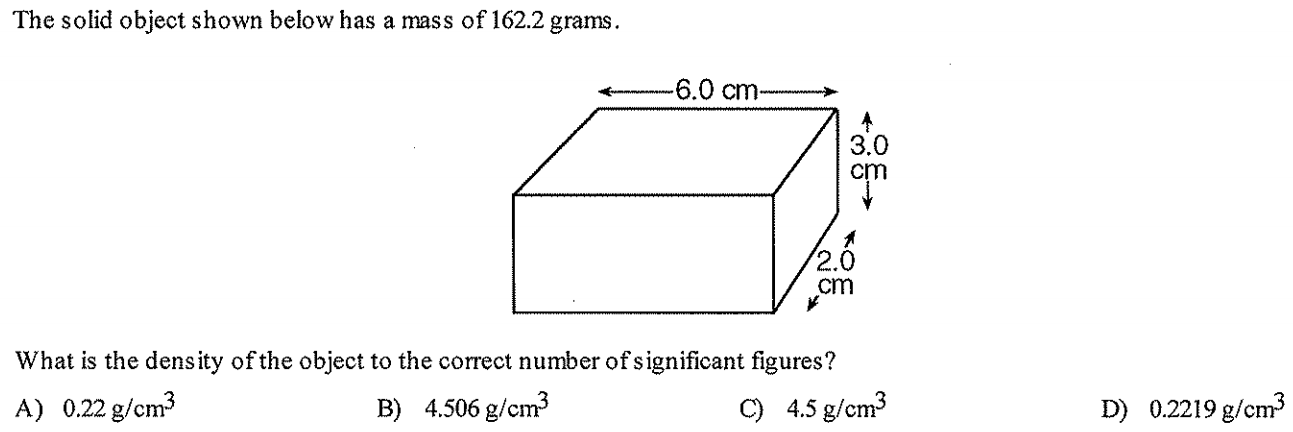 The solid object shown below has a mass of 162.2 grams.
6.0 cm
3.0
cm
2.0
cm
What is the density of the object to the correct number of significant figures?
A) 0.22 g/cm³ B) 4.506 g/cm³ C) 4.5 g/cm³ D) 0.2219 g/cm³